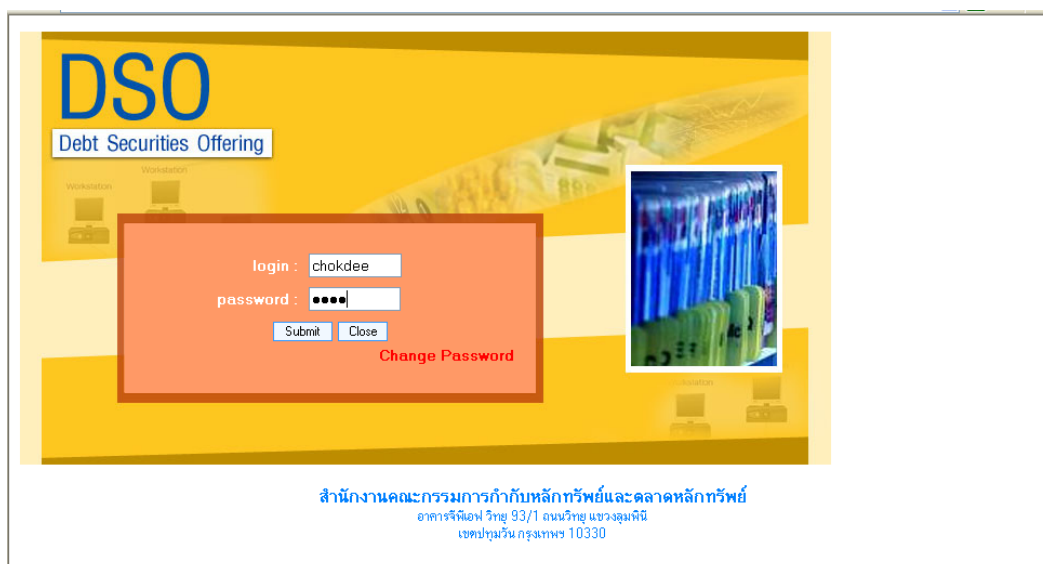 DSO
Debt Securities Offering
Workstation
Workstation
login : chokdee
password : ●●●●
Submit Close
Change Password
สำนักงานคณะกรรมการกำกับหลักทรัพย์และตลาดหลักทรัพย์
อาคารจีพีเอฟ วิทยุ 93/1 ถนนวิทยุ แขวงลุมพินี
เขตปทุมวัน กรุงเทพฯ 10330